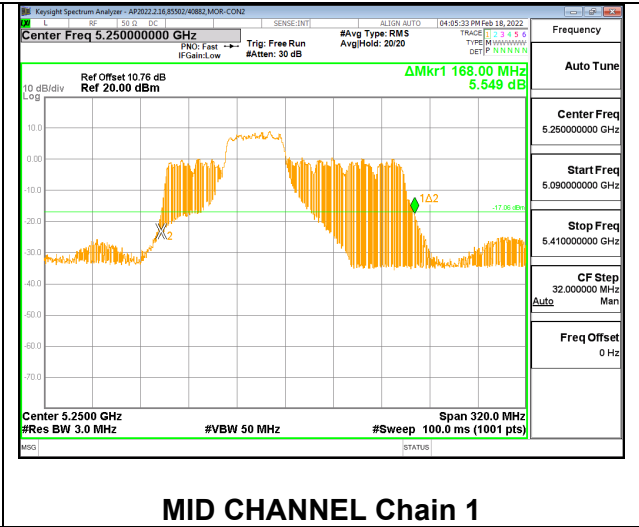 Keysight Spectrum Analyzer - AP2022.2.16,85502/40882,MOR-CON2
L RF 50 Ω DC SENSE:INT ALIGN AUTO 04:05:33 PM Feb 18, 2022
Center Freq 5.250000000 GHz
PNO: Fast
IFGain:Low
Trig: Free Run
#Atten: 30 dB
#Avg Type: RMS
Avg|Hold: 20/20
TRACE 1 2 3 4 5 6
TYPE M WWWWW
DET P N N N N N
Frequency
Auto Tune
Center Freq
5.250000000 GHz
Start Freq
5.090000000 GHz
Stop Freq
5.410000000 GHz
CF Step
32.000000 MHz
Auto Man
Freq Offset
0 Hz
ΔMkr1 168.00 MHz
5.549 dB
Ref Offset 10.76 dB
10 dB/div Ref 20.00 dBm
Log
10.0
0.00
-10.0
-20.0
-30.0
-40.0
-50.0
-60.0
-70.0
1Δ2
-17.06 dBm
2
Center 5.2500 GHz Span 320.0 MHz
#Res BW 3.0 MHz #VBW 50 MHz #Sweep 100.0 ms (1001 pts)
MSG STATUS
MID CHANNEL Chain 1